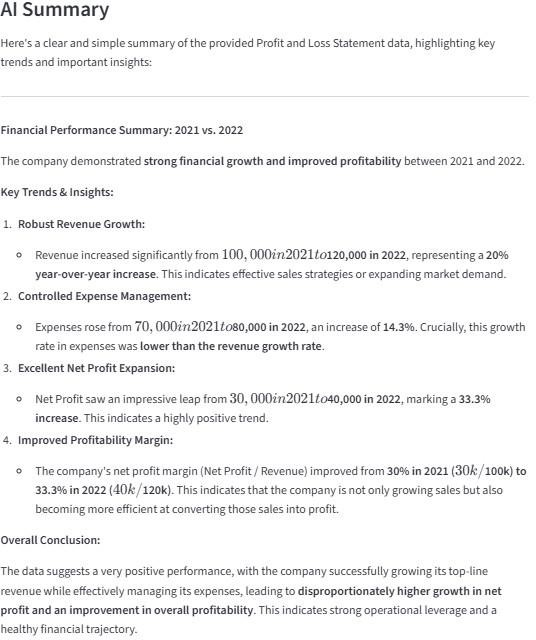 AI Summary
Here's a clear and simple summary of the provided Profit and Loss Statement data, highlighting key
trends and important insights:
Financial Performance Summary: 2021 vs. 2022
The company demonstrated strong financial growth and improved profitability between 2021 and 2022.
Key Trends & Insights:
1. Robust Revenue Growth:
○ Revenue increased significantly from 100,000in2021to120,000 in 2022, representing a 20%
year-over-year increase. This indicates effective sales strategies or expanding market demand.
2. Controlled Expense Management:
○ Expenses rose from 70,000in2021to80,000 in 2022, an increase of 14.3%. Crucially, this growth
rate in expenses was lower than the revenue growth rate.
3. Excellent Net Profit Expansion:
○ Net Profit saw an impressive leap from 30,000in2021to40,000 in 2022, marking a 33.3%
increase. This indicates a highly positive trend.
4. Improved Profitability Margin:
○ The company's net profit margin (Net Profit / Revenue) improved from 30% in 2021 (30k/100k) to
33.3% in 2022 (40k/120k). This indicates that the company is not only growing sales but also
becoming more efficient at converting those sales into profit.
Overall Conclusion:
The data suggests a very positive performance, with the company successfully growing its top-line
revenue while effectively managing its expenses, leading to disproportionately higher growth in net
profit and an improvement in overall profitability. This indicates strong operational leverage and a
healthy financial trajectory.